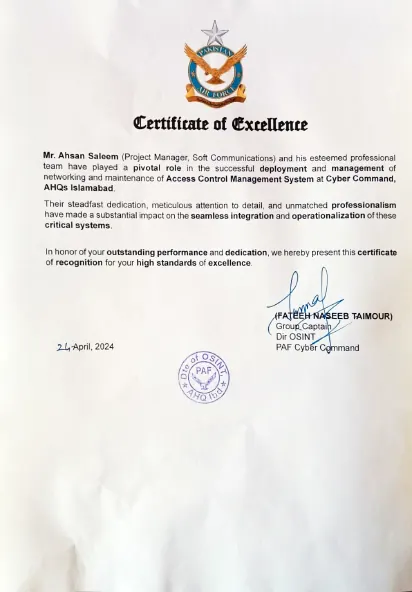 PAKISTAN
AIR FORCE
Certificate of Excellence
Mr. Ahsan Saleem (Project Manager, Soft Communications) and his esteemed professional
team have played a pivotal role in the successful deployment and management of
networking and maintenance of Access Control Management System at Cyber Command,
AHQs Islamabad.
Their steadfast dedication, meticulous attention to detail, and unmatched professionalism
have made a substantial impact on the seamless integration and operationalization of these
critical systems.
In honor of your outstanding performance and dedication, we hereby present this certificate
of recognition for your high standards of excellence.
(FATEEH NASEEB TAIMOUR)
Group Captain
Dir OSINT
PAF Cyber Command
24 April, 2024
Dte of OSINT
PAF
AHQ Ibd